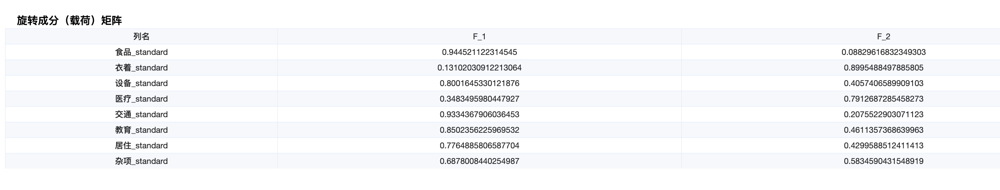 旋转成分（载荷）矩阵
列名 F_1 F_2
食品_standard 0.944521122314545 0.08829616832349303
衣着_standard 0.13102030912213064 0.8995488497885805
设备_standard 0.8001645330121876 0.4057406589909103
医疗_standard 0.3483495980447927 0.7912687285458273
交通_standard 0.9334367906036453 0.2075522903071123
教育_standard 0.8502356225969532 0.4611357368639963
居住_standard 0.7764885806587704 0.4299588512411413
杂项_standard 0.6878008440254987 0.5834590431548919